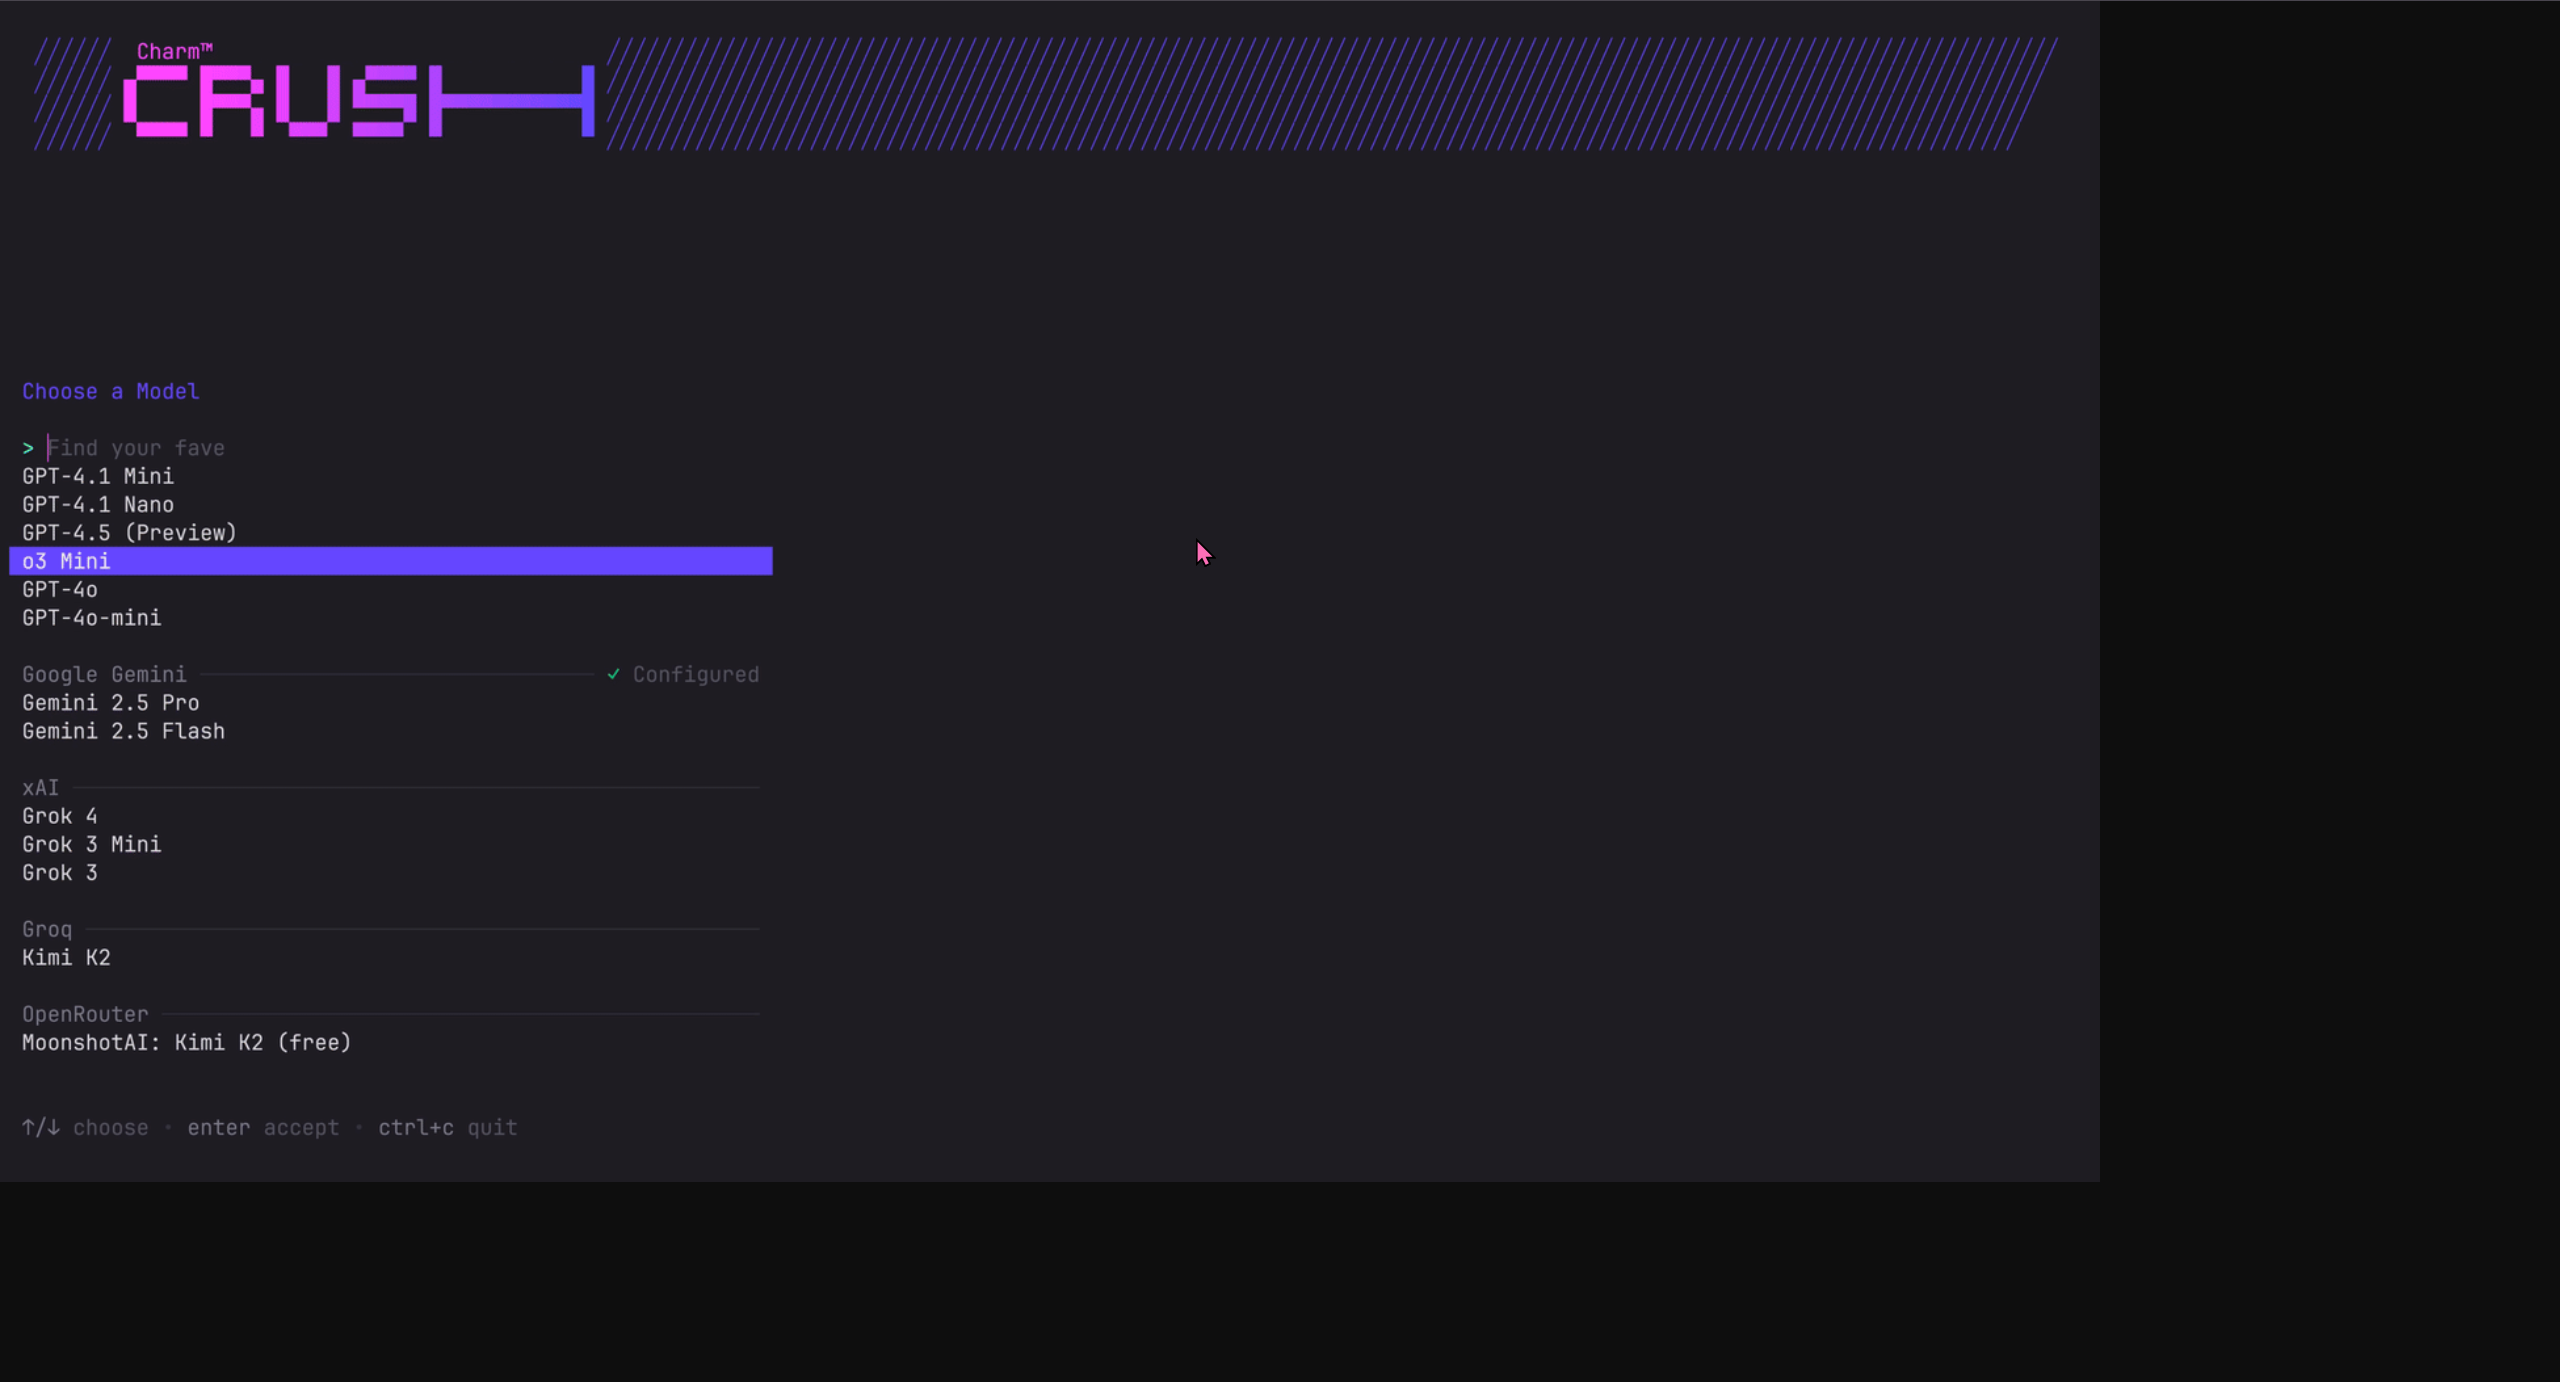 Charm™
CRUSH
Choose a Model
> Find your fave
GPT-4.1 Mini
GPT-4.1 Nano
GPT-4.5 (Preview)
o3 Mini
GPT-4o
GPT-4o-mini
Google Gemini ✓ Configured
Gemini 2.5 Pro
Gemini 2.5 Flash
xAI
Grok 4
Grok 3 Mini
Grok 3
Groq
Kimi K2
OpenRouter
MoonshotAI: Kimi K2 (free)
↑/↓ choose • enter accept • ctrl+c quit